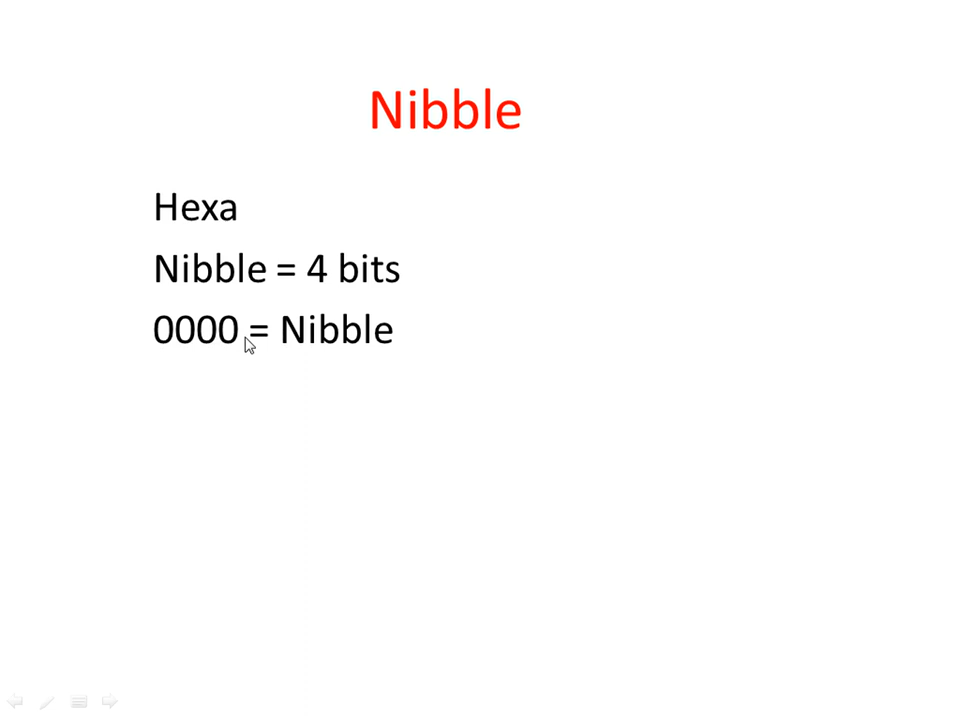 Nibble
Hexa
Nibble = 4 bits
0000 = Nibble